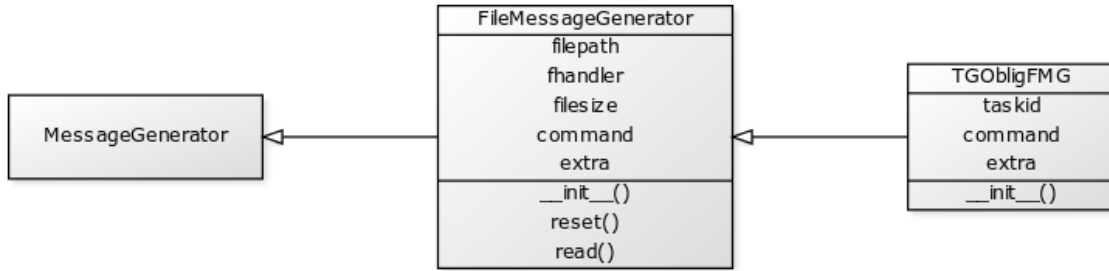 MessageGenerator
FileMessageGenerator
filepath
fhandler
filesize
command
extra
__init__()
reset()
read()
TGObligFMG
taskid
command
extra
__init__()